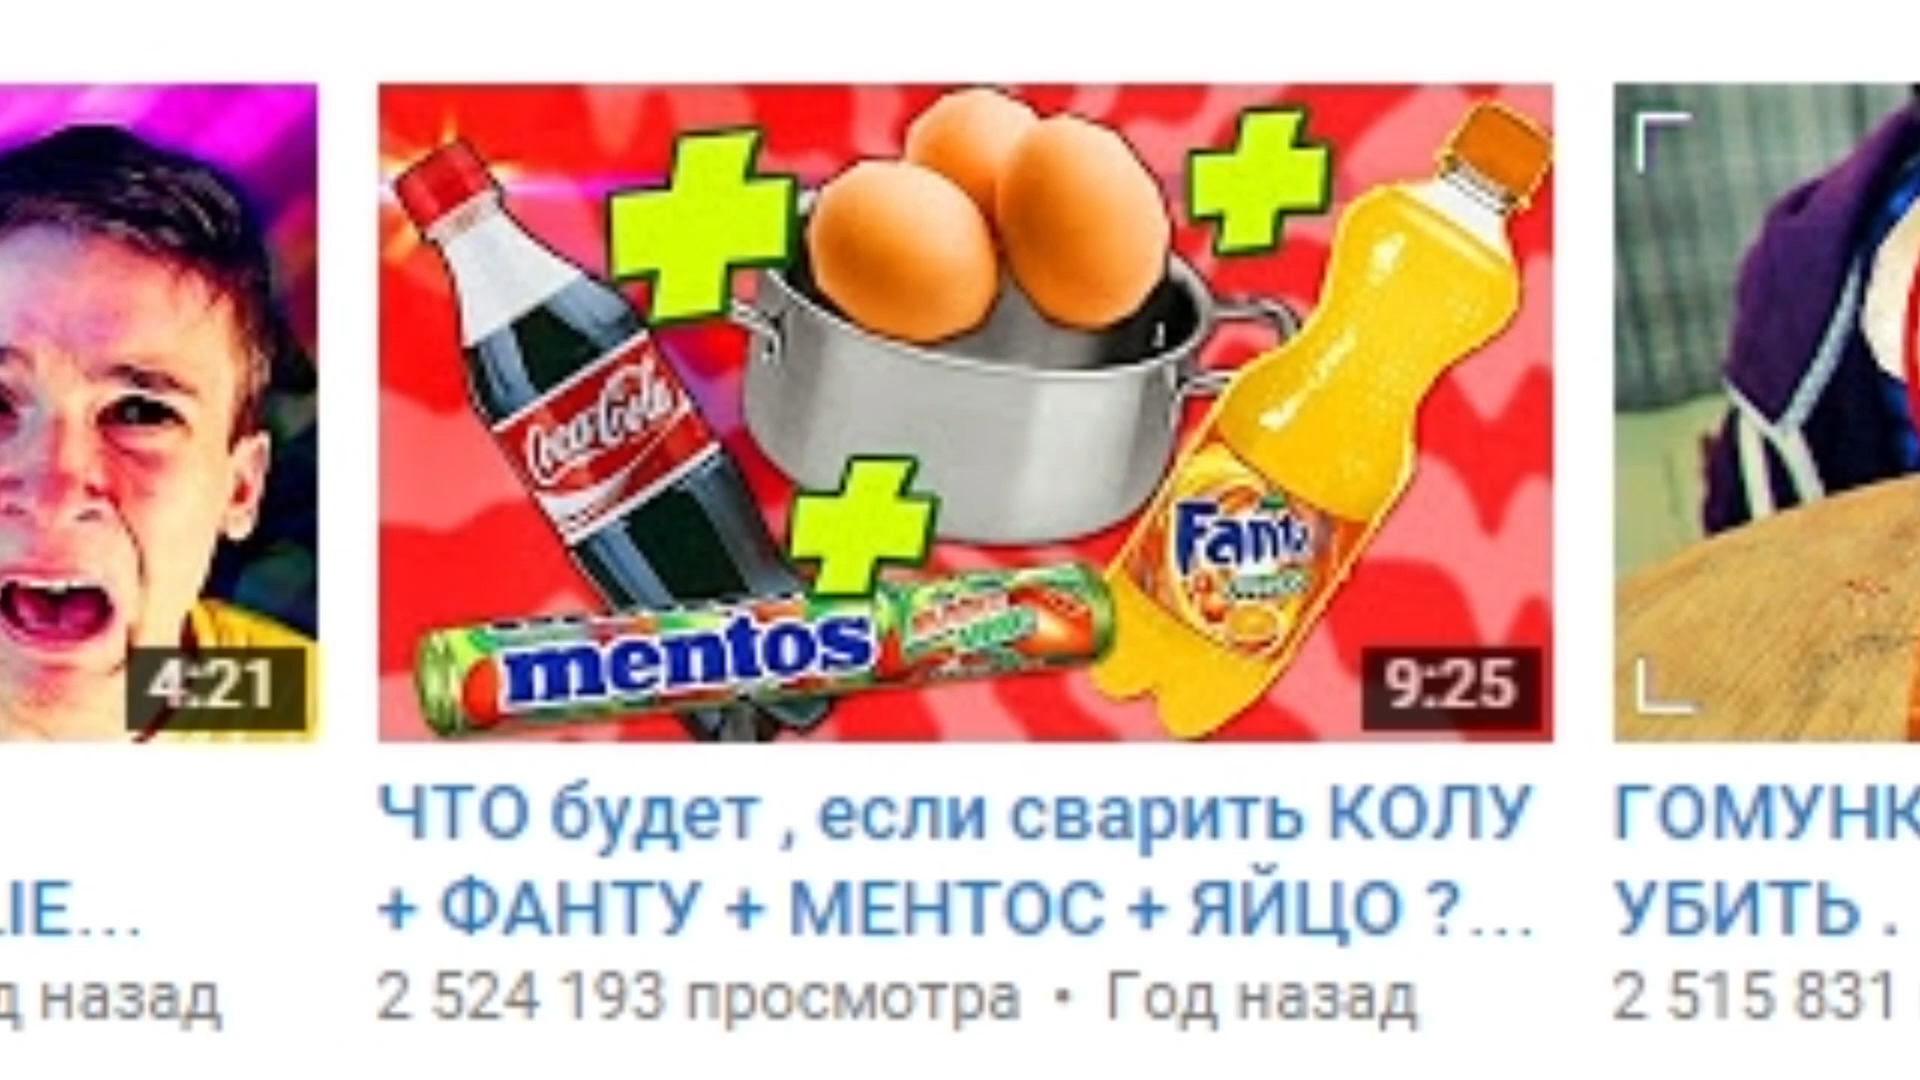 Coca-Cola
mentos
Fanta
4:21
9:25
ЧТО будет , если сварить КОЛУ
+ ФАНТУ + МЕНТОС + ЯЙЦО ?...
2 524 193 просмотра • Год назад
LIE...
д назад
ГОМУНК
УБИТЬ .
2 515 831